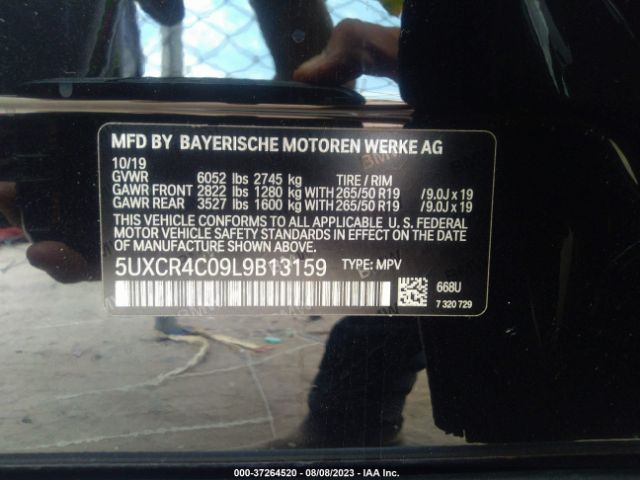 MFD BY BAYERISCHE MOTOREN WERKE AG
10/19
GVWR 6052 lbs 2745 kg TIRE / RIM
GAWR FRONT 2822 lbs 1280 kg WITH 265/50 R19 /9.0J x 19
GAWR REAR 3527 lbs 1600 kg WITH 265/50 R19 /9.0J x 19
THIS VEHICLE CONFORMS TO ALL APPLICABLE U. S. FEDERAL
MOTOR VEHICLE SAFETY STANDARDS IN EFFECT ON THE DATE
OF MANUFACTURE SHOWN ABOVE.
5UXCR4C09L9B13159 TYPE: MPV
668U
7 320 729
000-37264520 - 08/08/2023 - IAA Inc.